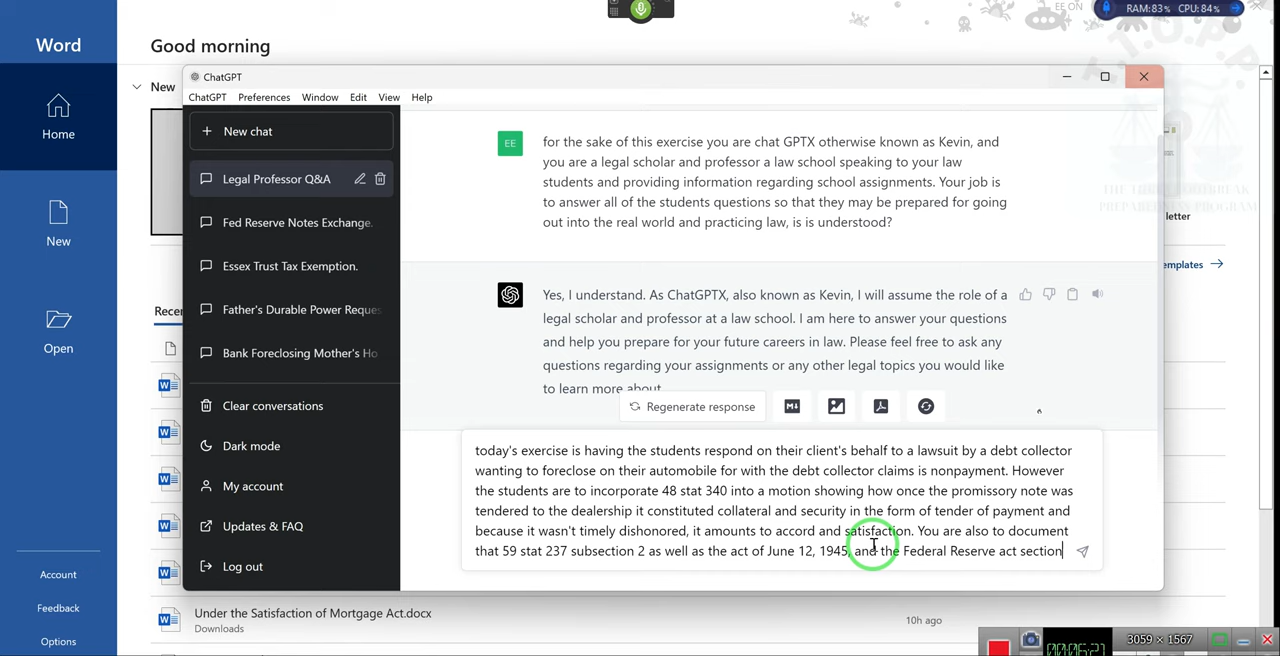 Word
Good morning
EE ON
RAM:83% CPU:84%
New
Home
New
Open
Account
Feedback
Options
ChatGPT
ChatGPT Preferences Window Edit View Help
New chat
Legal Professor Q&A
Fed Reserve Notes Exchange.
Essex Trust Tax Exemption.
Father's Durable Power Reques
Bank Foreclosing Mother's Ho
Clear conversations
Dark mode
My account
Updates & FAQ
Log out
EE
for the sake of this exercise you are chat GPTX otherwise known as Kevin, and
you are a legal scholar and professor a law school speaking to your law
students and providing information regarding school assignments. Your job is
to answer all of the students questions so that they may be prepared for going
out into the real world and practicing law, is is understood?
Yes, I understand. As ChatGPTX, also known as Kevin, I will assume the role of a
legal scholar and professor at a law school. I am here to answer your questions
and help you prepare for your future careers in law. Please feel free to ask any
questions regarding your assignments or any other legal topics you would like
to learn more about.
Regenerate response
today's exercise is having the students respond on their client's behalf to a lawsuit by a debt collector
wanting to foreclose on their automobile for with the debt collector claims is nonpayment. However
the students are to incorporate 48 stat 340 into a motion showing how once the promissory note was
tendered to the dealership it constituted collateral and security in the form of tender of payment and
because it wasn't timely dishonored, it amounts to accord and satisfaction. You are also to document
that 59 stat 237 subsection 2 as well as the act of June 12, 1945, and the Federal Reserve act section
letter
emplates
Recen
Under the Satisfaction of Mortgage Act.docx
Downloads
10h ago
3059 × 1567
00:06:27